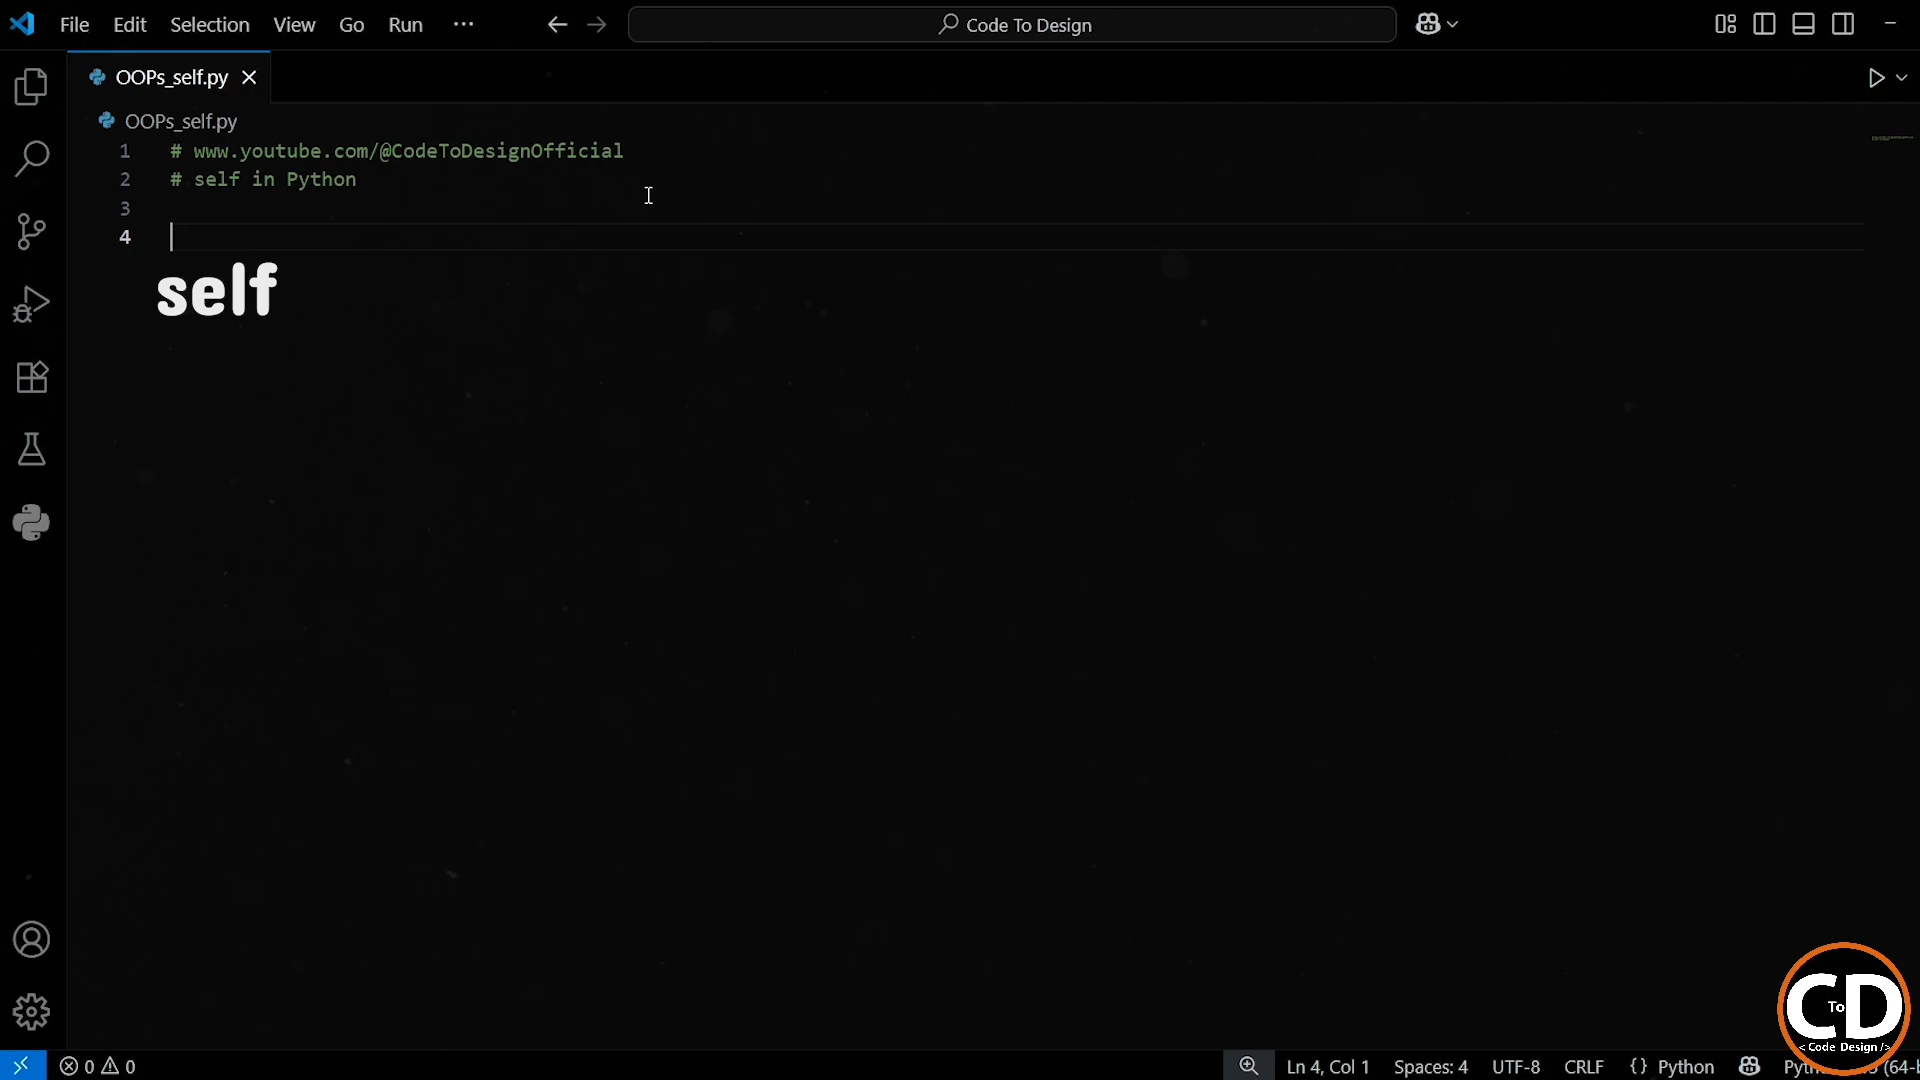 File Edit Selection View Go Run ···
Code To Design
OOPs_self.py
OOPs_self.py
1 # www.youtube.com/@CodeToDesignOfficial
2 # self in Python
3
4
self
CD
To
< Code Design />
0 0
Ln 4, Col 1 Spaces: 4 UTF-8 CRLF {} Python